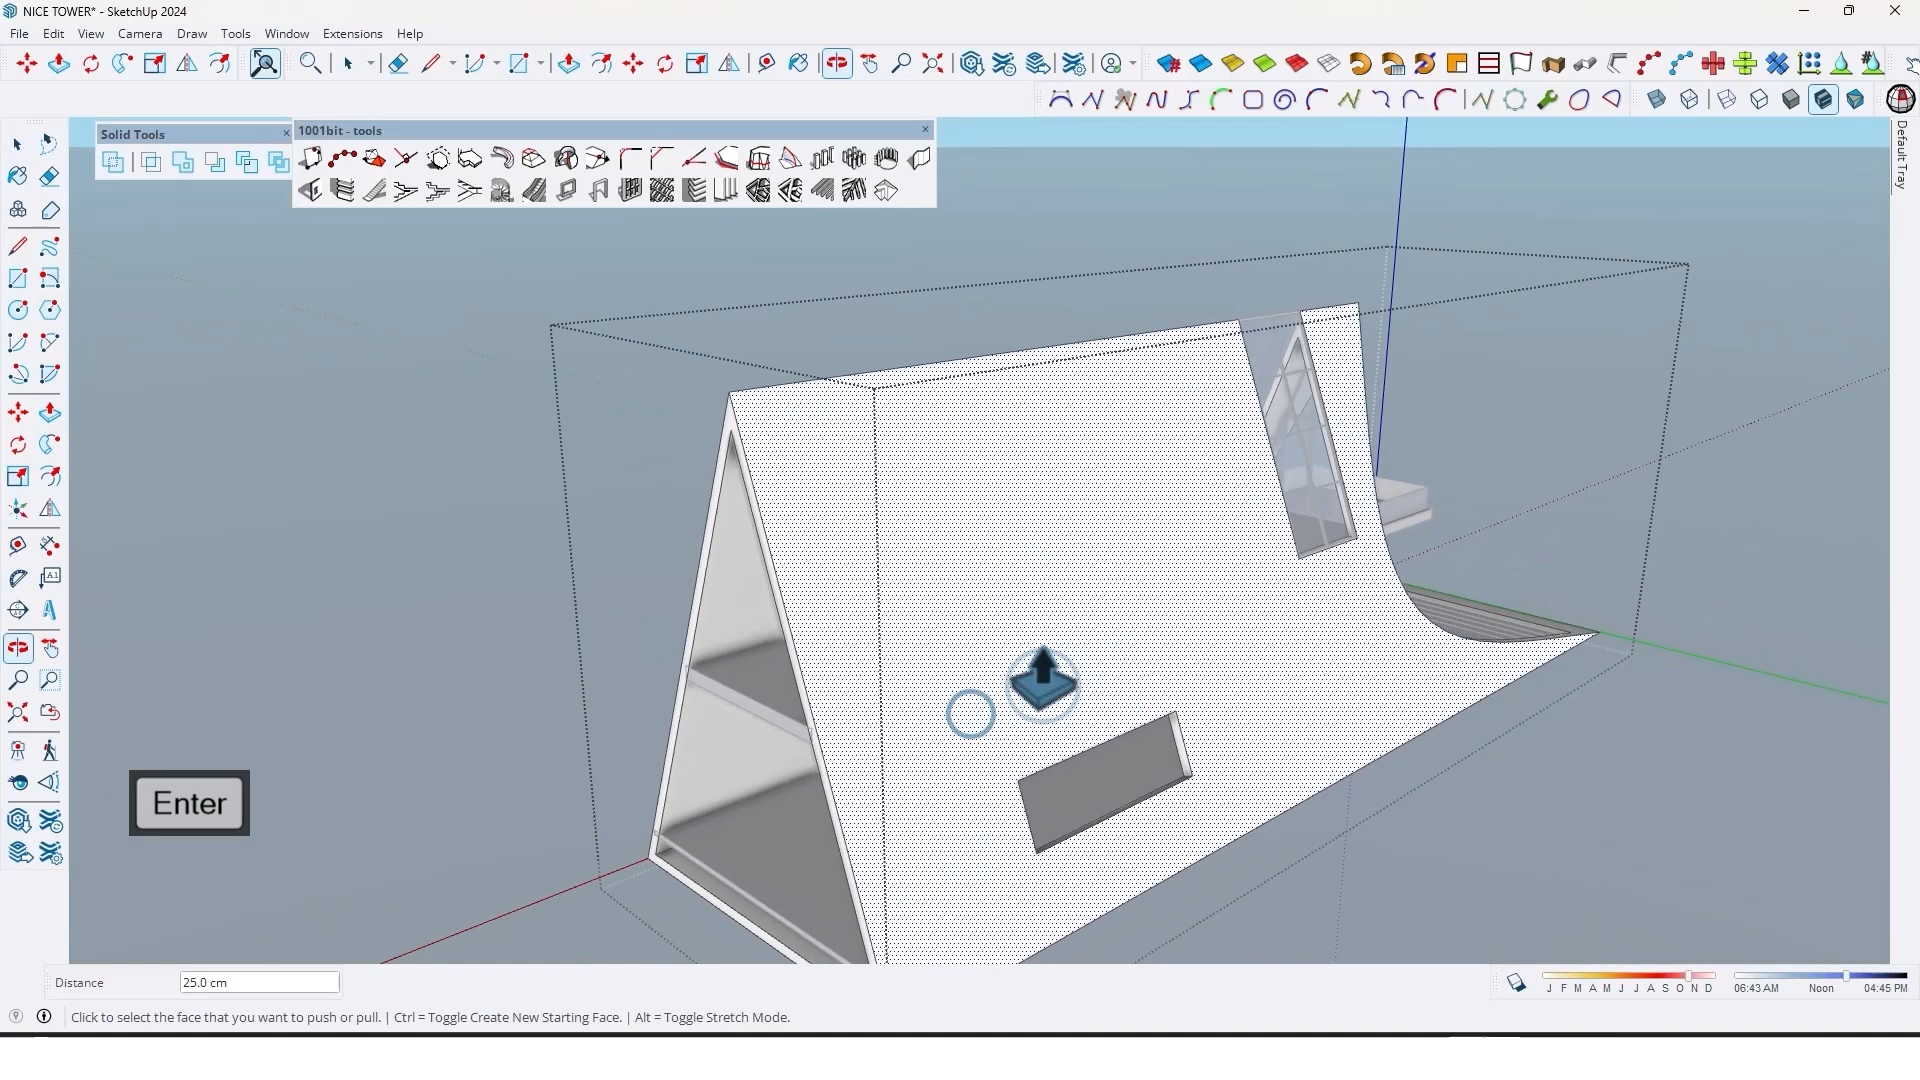 NICE TOWER* - SketchUp 2024
File Edit View Camera Draw Tools Window Extensions Help
Solid Tools
1001bit - tools
Default Tray
A1
Enter
Distance 25.0 cm
J F M A M J J A S O N D 06:43 AM Noon 04:45 PM
Click to select the face that you want to push or pull. | Ctrl = Toggle Create New Starting Face. | Alt = Toggle Stretch Mode.